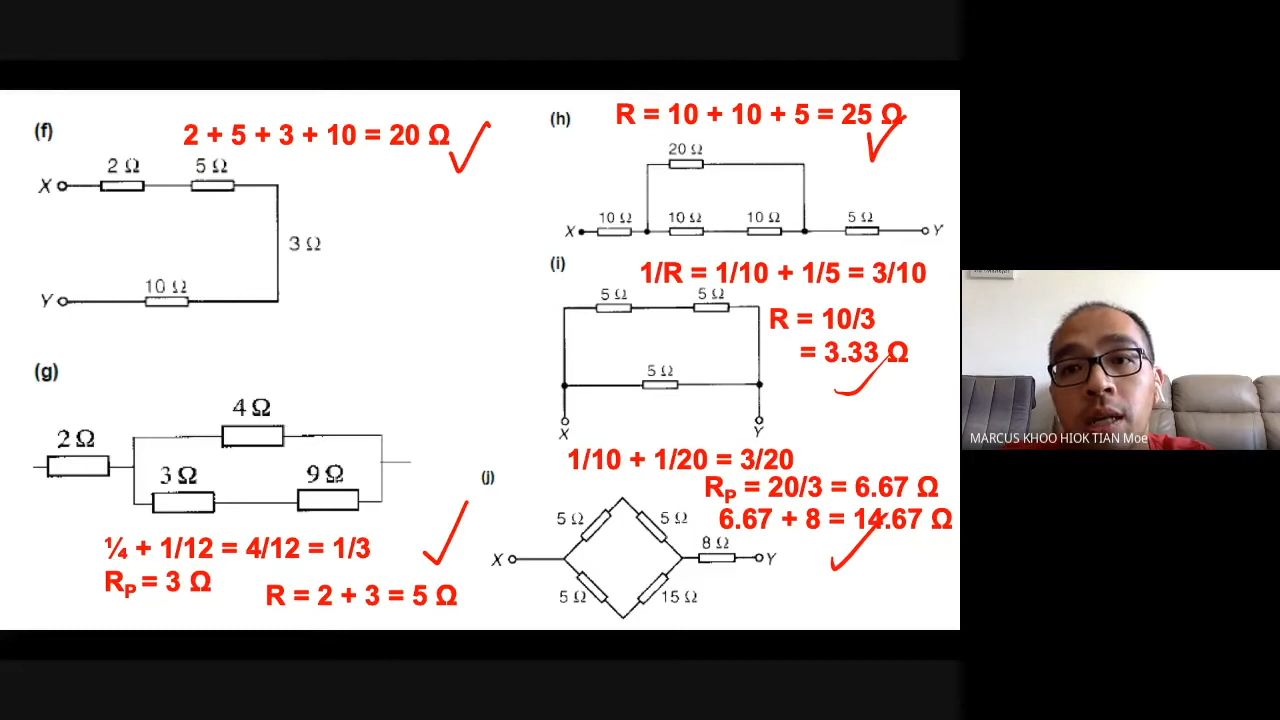 (f)
2 + 5 + 3 + 10 = 20 Ω
2 Ω
5 Ω
X
3 Ω
10 Ω
Y
(g)
4 Ω
2 Ω
3 Ω
9 Ω
¼ + 1/12 = 4/12 = 1/3
RP = 3 Ω
R = 2 + 3 = 5 Ω
(h)
R = 10 + 10 + 5 = 25 Ω
20 Ω
10 Ω
10 Ω
10 Ω
5 Ω
X
Y
(i)
1/R = 1/10 + 1/5 = 3/10
5 Ω
5 Ω
R = 10/3
= 3.33 Ω
5 Ω
X
Y
1/10 + 1/20 = 3/20
(j)
RP = 20/3 = 6.67 Ω
6.67 + 8 = 14.67 Ω
5 Ω
5 Ω
8 Ω
X
Y
5 Ω
15 Ω
MARCUS KHOO HIOK TIAN Moe